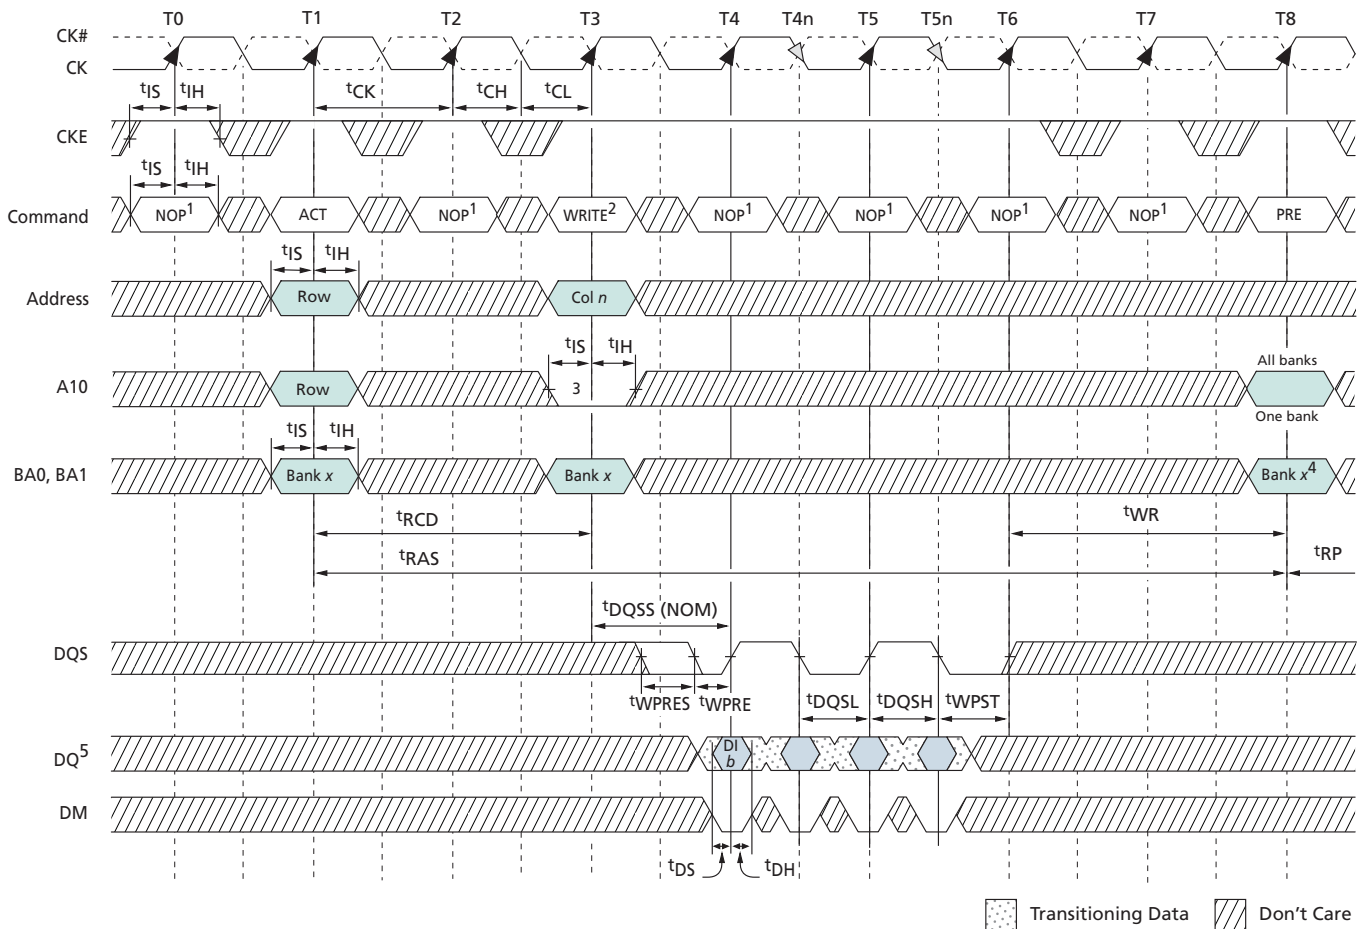 T0 T1 T2 T3 T4 T4n T5 T5n T6 T7 T8
CK#
CK
tIS tIH tCK tCH tCL
CKE
tIS tIH
Command NOP1 ACT NOP1 WRITE2 NOP1 NOP1 NOP1 NOP1 PRE
tIS tIH
Address Row Col n
tIS tIH
All banks
A10 Row 3
One bank
tIS tIH
BA0, BA1 Bank x Bank x Bank x4
tRCD tWR
tRAS tRP
tDQSS (NOM)
DQS
tWPRES tWPRE tDQSL tDQSH tWPST
DQ5 DI
b
DM
tDS tDH
Transitioning Data Don't Care